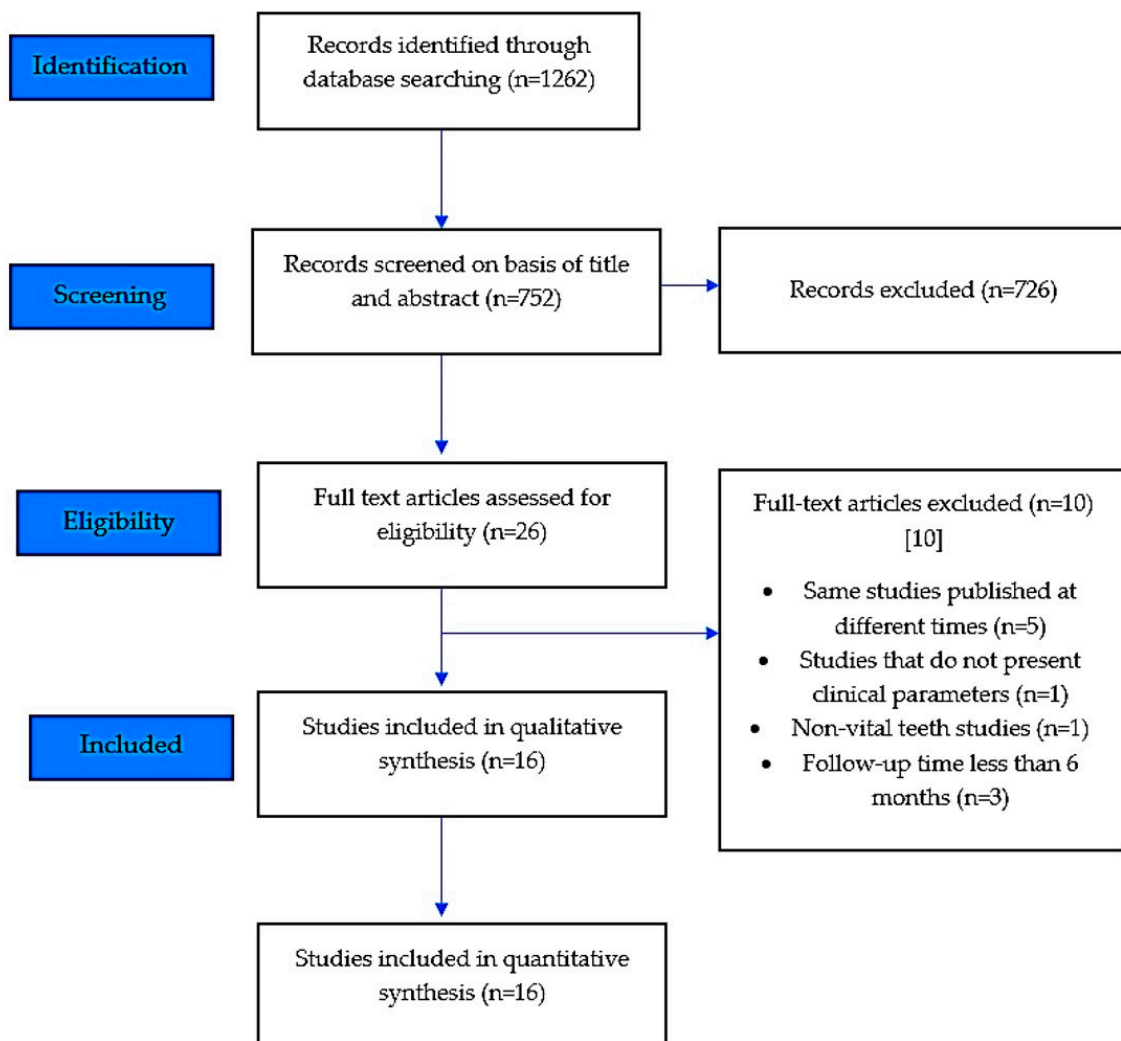 Identification
Records identified through
database searching (n=1262)
Screening
Records screened on basis of title
and abstract (n=752)
Records excluded (n=726)
Eligibility
Full text articles assessed for
eligibility (n=26)
Full-text articles excluded (n=10)
[10]
• Same studies published at
different times (n=5)
• Studies that do not present
clinical parameters (n=1)
• Non-vital teeth studies (n=1)
• Follow-up time less than 6
months (n=3)
Included
Studies included in qualitative
synthesis (n=16)
Studies included in quantitative
synthesis (n=16)